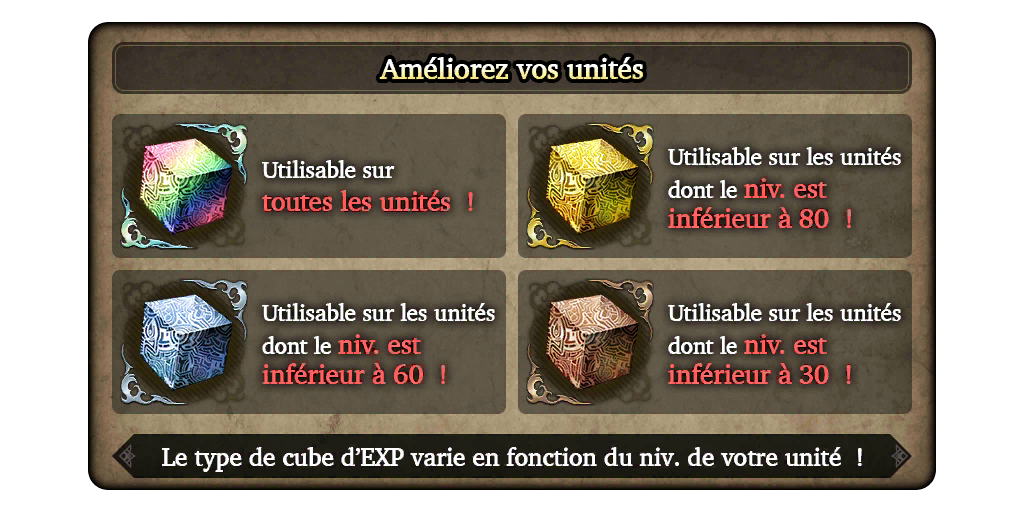 Améliorez vos unités
Utilisable sur
toutes les unités !
Utilisable sur les unités
dont le niv. est
inférieur à 80 !
Utilisable sur les unités
dont le niv. est
inférieur à 60 !
Utilisable sur les unités
dont le niv. est
inférieur à 30 !
Le type de cube d’EXP varie en fonction du niv. de votre unité !